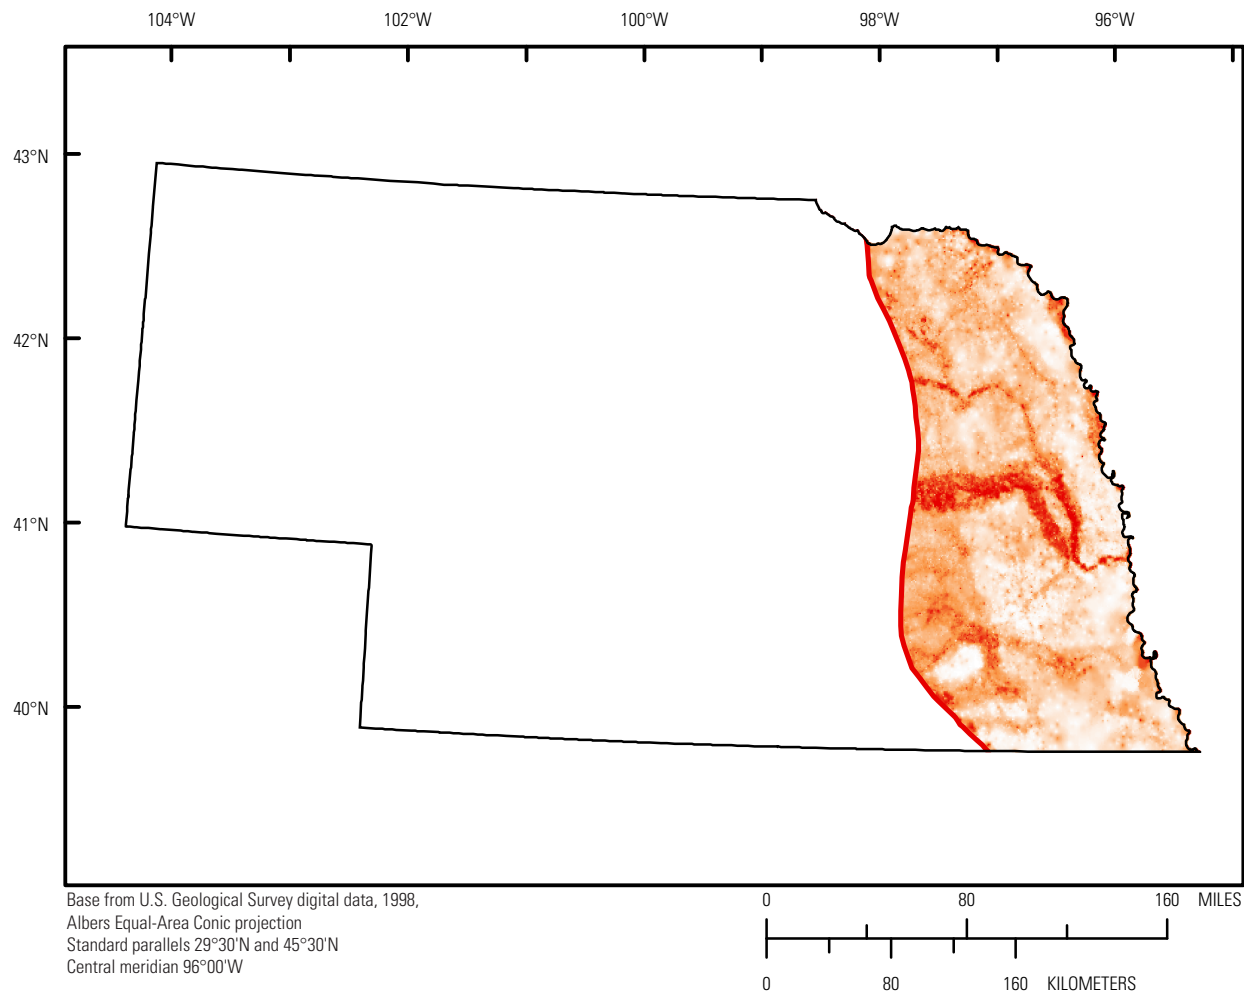 104°W 102°W 100°W 98°W 96°W
43°N
42°N
41°N
40°N
Base from U.S. Geological Survey digital data, 1998,
Albers Equal-Area Conic projection
Standard parallels 29°30'N and 45°30'N
Central meridian 96°00'W
0 80 160 MILES
0 80 160 KILOMETERS